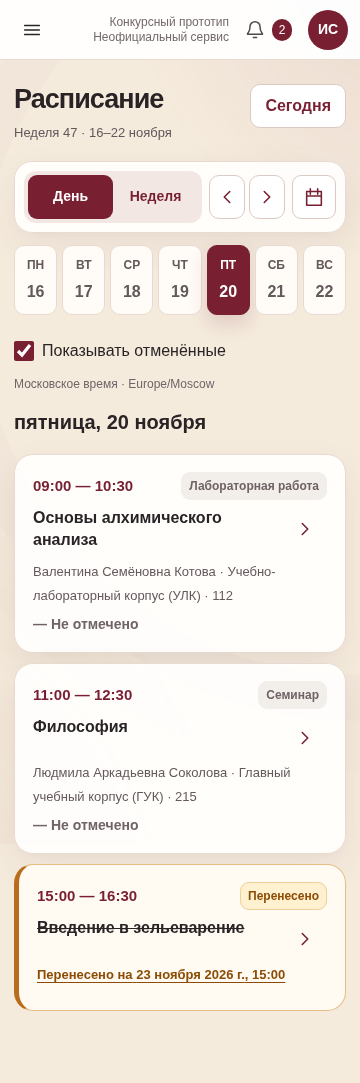 Конкурсный прототип
Неофициальный сервис
2
ИС
Расписание
Сегодня
Неделя 47 · 16–22 ноября
День
Неделя
ПН ВТ СР ЧТ ПТ СБ ВС
16 17 18 19 20 21 22
Показывать отменённые
Московское время · Europe/Moscow
пятница, 20 ноября
09:00 — 10:30
Лабораторная работа
Основы алхимического
анализа
Валентина Семёновна Котова · Учебно-
лабораторный корпус (УЛК) · 112
— Не отмечено
11:00 — 12:30
Семинар
Философия
Людмила Аркадьевна Соколова · Главный
учебный корпус (ГУК) · 215
— Не отмечено
15:00 — 16:30
Перенесено
Введение в зельеварение
Перенесено на 23 ноября 2026 г., 15:00